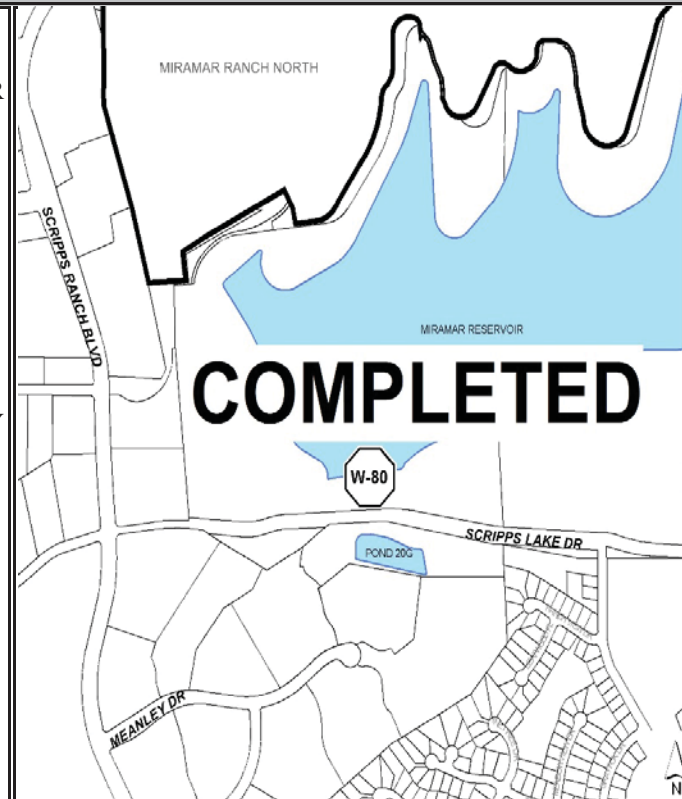 R
MIRAMAR RANCH NORTH
SCRIPPS RANCH BLVD
MIRAMAR RESERVOIR
COMPLETED
W-80
SCRIPPS LAKE DR
POND 20G
MEANLEY DR
N